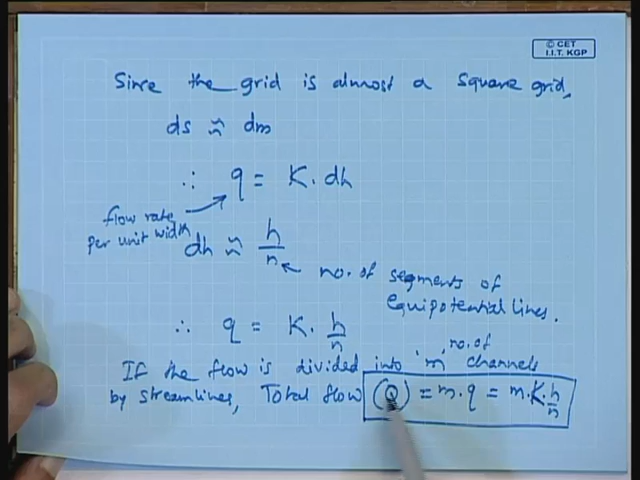 © CET
I.I.T. KGP
Since the grid is almost a square grid,
ds ≈ dm
∴ q = K. dh
flow rate per unit width
dh ≈ h/n
no. of segments of equipotential lines.
∴ q = K. h/n
If the flow is divided into 'm' no. of channels
by streamlines, Total flow (Q) = m.q = m.K.h/n